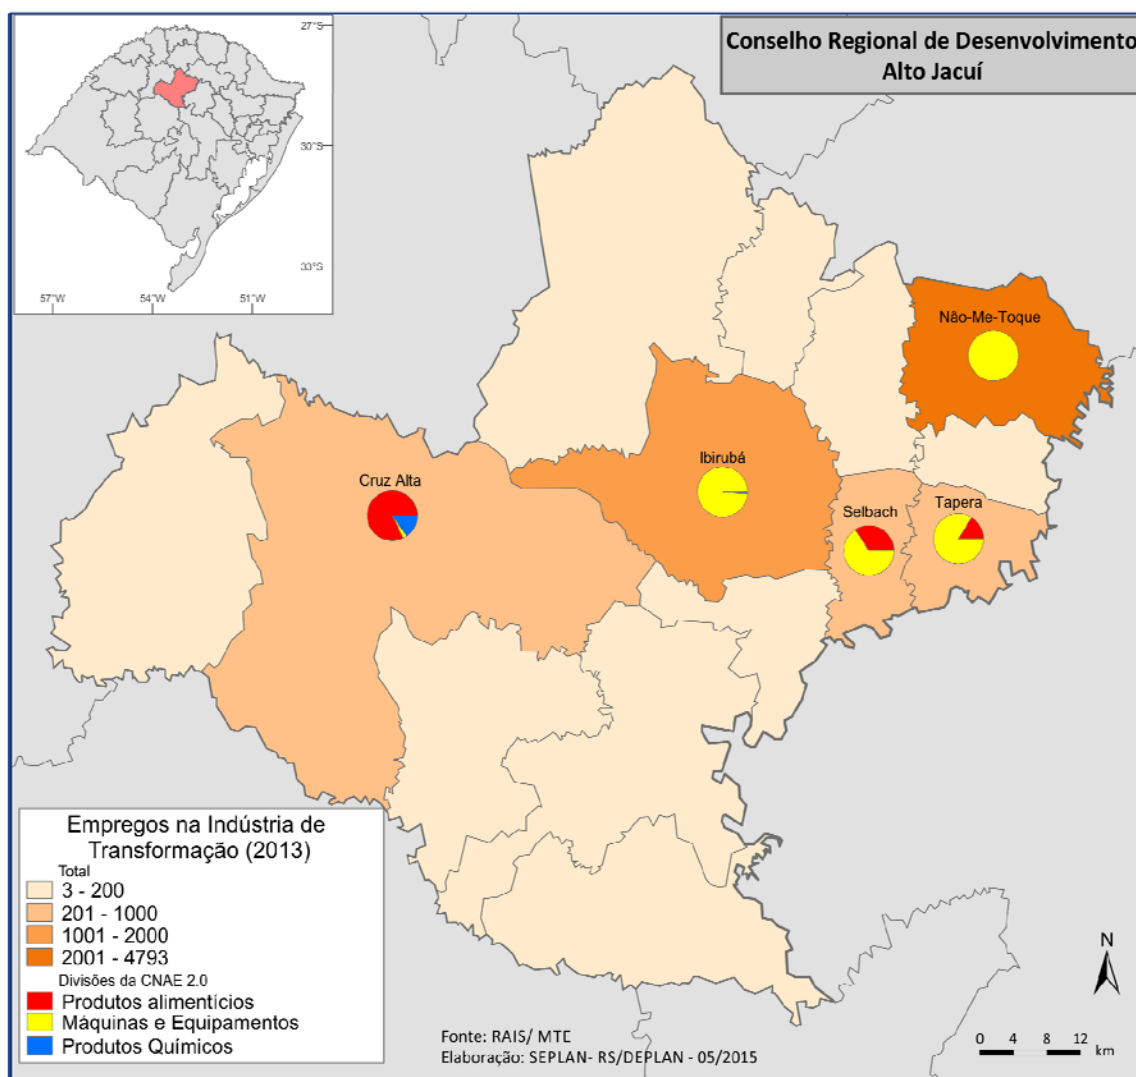 Conselho Regional de Desenvolvimento
Alto Jacuí
27°S
30°S
33°S
57°W
54°W
51°W
Não-Me-Toque
Ibirubá
Cruz Alta
Selbach
Tapera
Empregos na Indústria de
Transformação (2013)
Total
3 - 200
201 - 1000
1001 - 2000
2001 - 4793
Divisões da CNAE 2.0
Produtos alimentícios
Máquinas e Equipamentos
Produtos Químicos
Fonte: RAIS/ MTE
Elaboração: SEPLAN- RS/DEPLAN - 05/2015
N
0 4 8 12
km